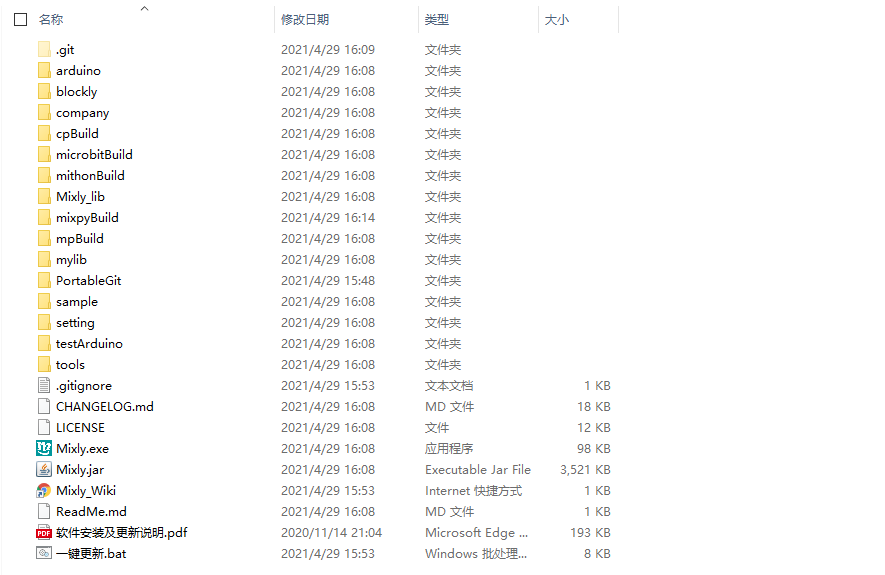 名称 修改日期 类型 大小
.git 2021/4/29 16:09 文件夹
arduino 2021/4/29 16:08 文件夹
blockly 2021/4/29 16:08 文件夹
company 2021/4/29 16:08 文件夹
cpBuild 2021/4/29 16:08 文件夹
microbitBuild 2021/4/29 16:08 文件夹
mithonBuild 2021/4/29 16:08 文件夹
Mixly_lib 2021/4/29 16:08 文件夹
mixpyBuild 2021/4/29 16:14 文件夹
mpBuild 2021/4/29 16:08 文件夹
mylib 2021/4/29 16:08 文件夹
PortableGit 2021/4/29 15:48 文件夹
sample 2021/4/29 16:08 文件夹
setting 2021/4/29 16:08 文件夹
testArduino 2021/4/29 16:08 文件夹
tools 2021/4/29 16:08 文件夹
.gitignore 2021/4/29 15:53 文本文档 1 KB
CHANGELOG.md 2021/4/29 16:08 MD 文件 18 KB
LICENSE 2021/4/29 16:08 文件 12 KB
Mixly.exe 2021/4/29 16:08 应用程序 98 KB
Mixly.jar 2021/4/29 16:08 Executable Jar File 3,521 KB
Mixly_Wiki 2021/4/29 15:53 Internet 快捷方式 1 KB
ReadMe.md 2021/4/29 16:08 MD 文件 1 KB
PDF 软件安装及更新说明.pdf 2020/11/14 21:04 Microsoft Edge ... 193 KB
一键更新.bat 2021/4/29 15:53 Windows 批处理... 8 KB